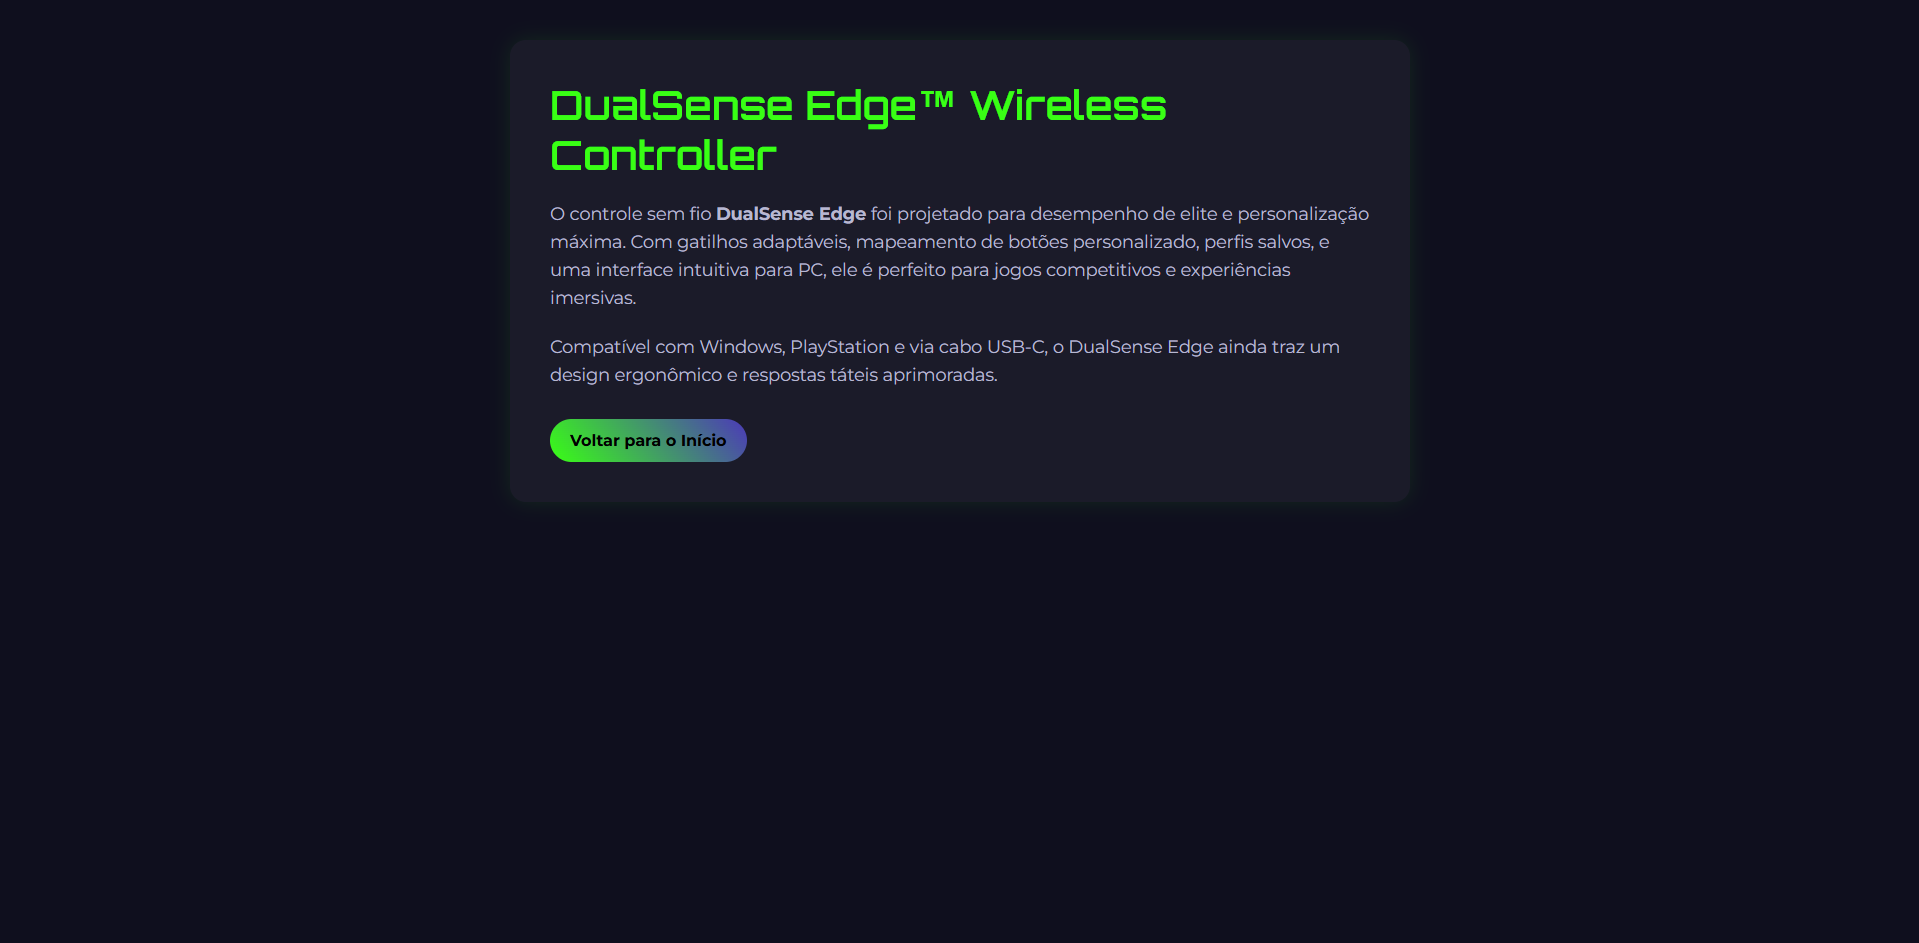 DualSense Edge™ Wireless
Controller
O controle sem fio DualSense Edge foi projetado para desempenho de elite e personalização
máxima. Com gatilhos adaptáveis, mapeamento de botões personalizado, perfis salvos, e
uma interface intuitiva para PC, ele é perfeito para jogos competitivos e experiências
imersivas.
Compatível com Windows, PlayStation e via cabo USB-C, o DualSense Edge ainda traz um
design ergonômico e respostas táteis aprimoradas.
Voltar para o Início